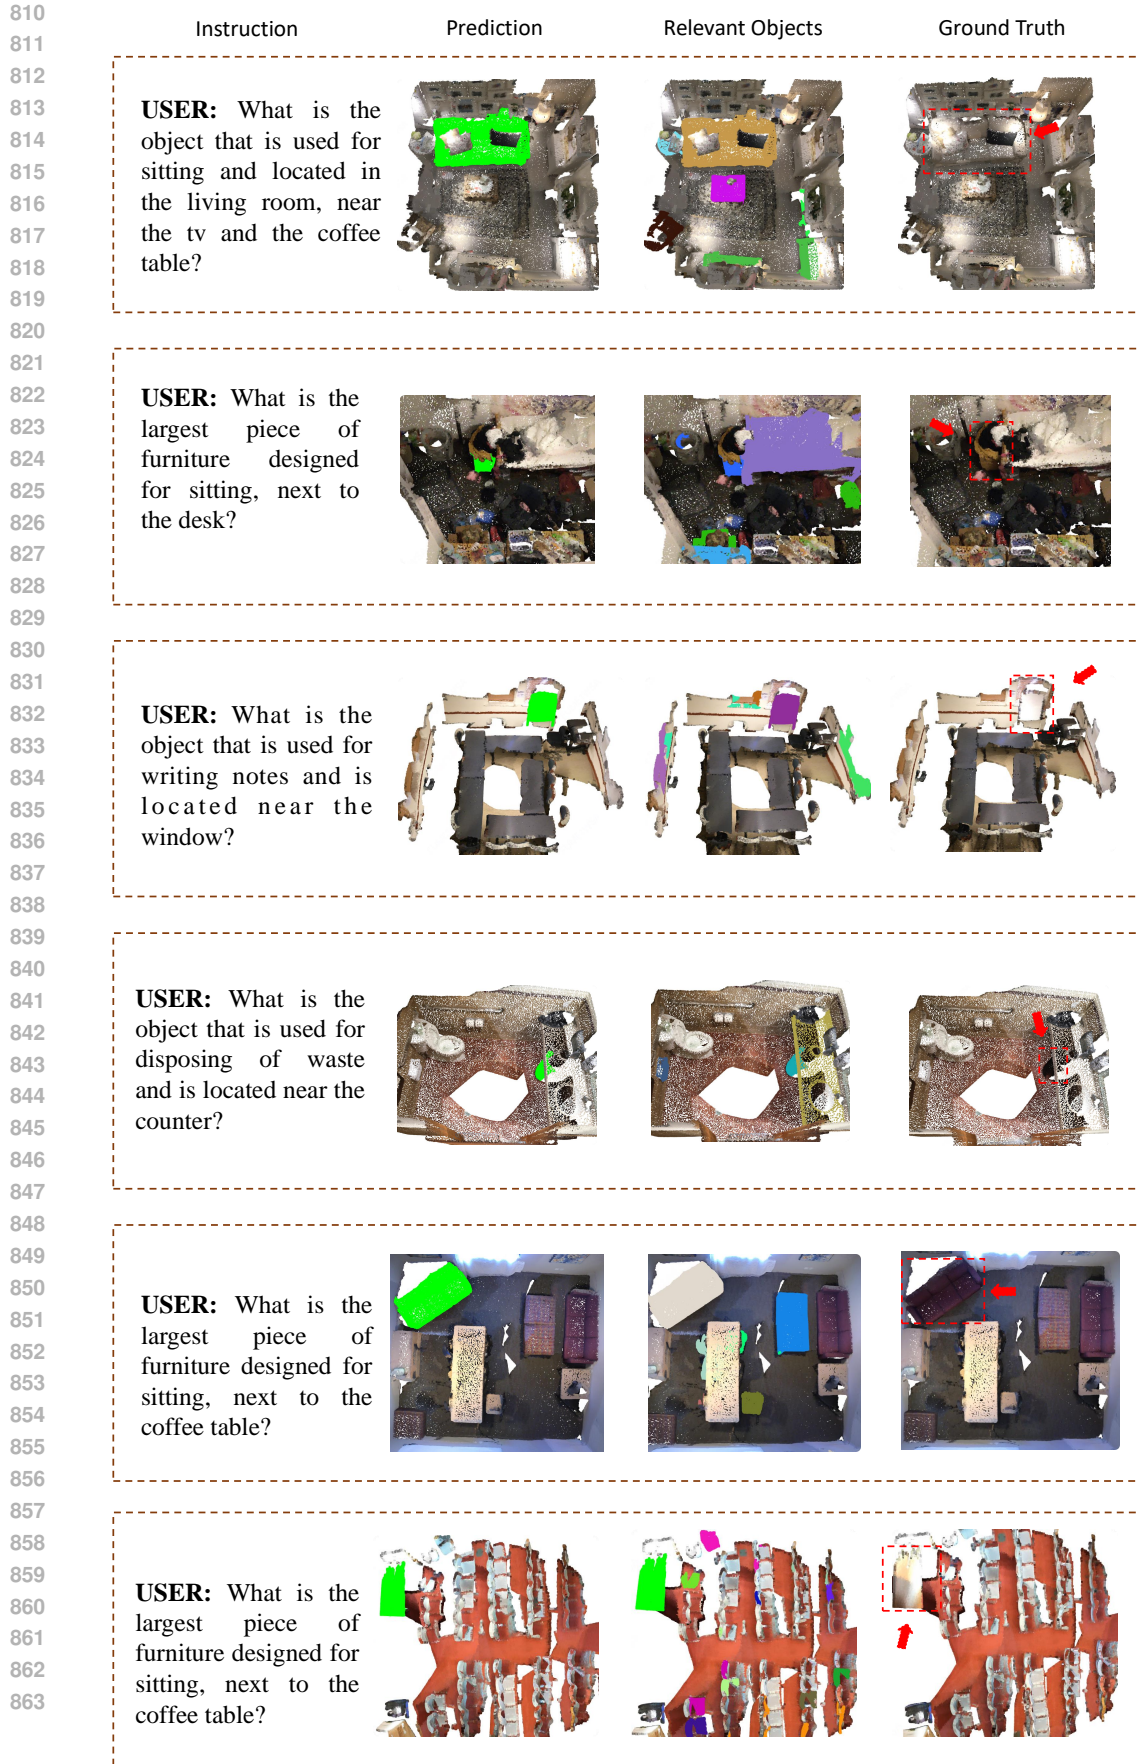 810
811
812
813
814
815
816
817
818
819
820
821
822
823
824
825
826
827
828
829
830
831
832
833
834
835
836
837
838
839
840
841
842
843
844
845
846
847
848
849
850
851
852
853
854
855
856
857
858
859
860
861
862
863
Instruction Prediction Relevant Objects Ground Truth
USER: What is the
object that is used for
sitting and located in
the living room, near
the tv and the coffee
table?
USER: What is the
largest piece of
furniture designed
for sitting, next to
the desk?
USER: What is the
object that is used for
writing notes and is
located near the
window?
USER: What is the
object that is used for
disposing of waste
and is located near the
counter?
USER: What is the
largest piece of
furniture designed for
sitting, next to the
coffee table?
USER: What is the
largest piece of
furniture designed for
sitting, next to the
coffee table?